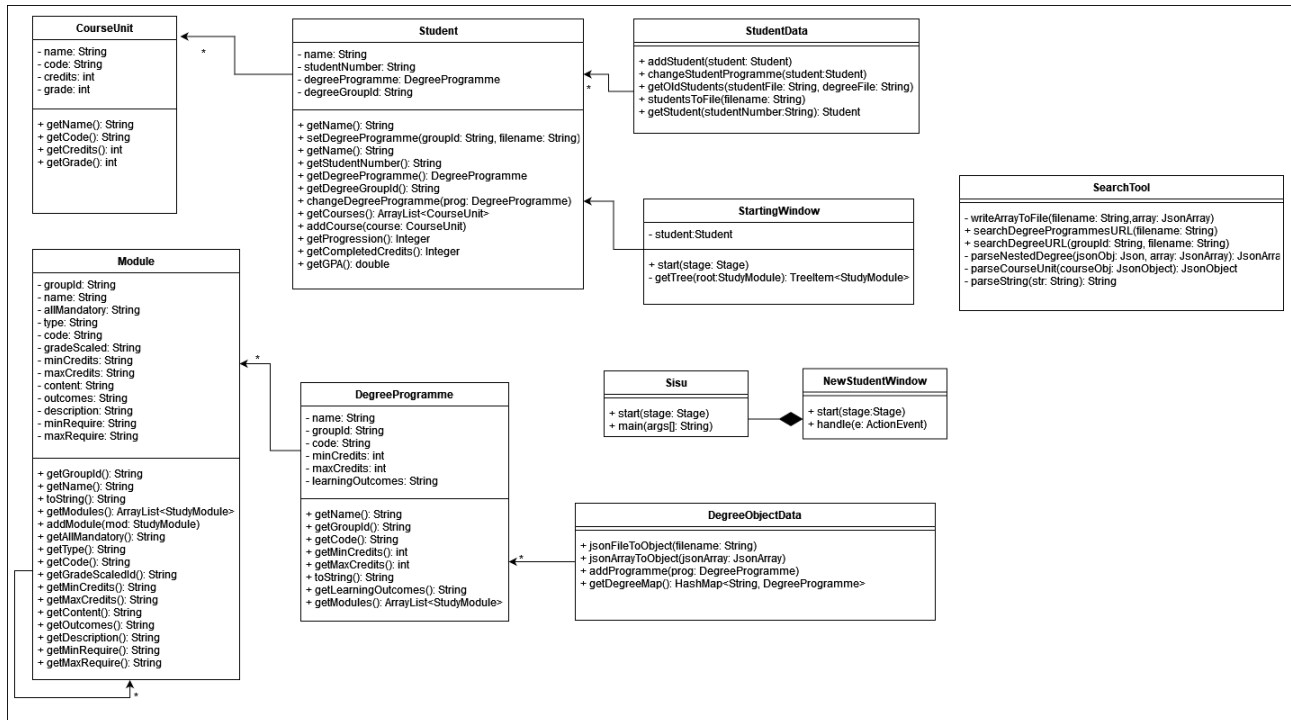 CourseUnit
- name: String
- code: String
- credits: int
- grade: int
+ getName(): String
+ getCode(): String
+ getCredits(): int
+ getGrade(): int
*
Student
- name: String
- studentNumber: String
- degreeProgramme: DegreeProgramme
- degreeGroupId: String
+ getName(): String
+ setDegreeProgramme(groupId: String, filename: String)
+ getName(): String
+ getStudentNumber(): String
+ getDegreeProgramme(): DegreeProgramme
+ getDegreeGroupId(): String
+ changeDegreeProgramme(prog: DegreeProgramme)
+ getCourses(): ArrayList<CourseUnit>
+ addCourse(course: CourseUnit)
+ getProgression(): Integer
+ getCompletedCredits(): Integer
+ getGPA(): double
*
StudentData
+ addStudent(student: Student)
+ changeStudentProgramme(student:Student)
+ getOldStudents(studentFile: String, degreeFile: String)
+ studentsToFile(filename: String)
+ getStudent(studentNumber:String): Student
StartingWindow
- student:Student
+ start(stage: Stage)
- getTree(root:StudyModule): TreeItem<StudyModule>
SearchTool
- writeArrayToFile(filename: String,array: JsonArray)
+ searchDegreeProgrammesURL(filename: String)
+ searchDegreeURL(groupId: String, filename: String)
- parseNestedDegree(jsonObj: Json, array: JsonArray): JsonArra
- parseCourseUnit(courseObj: JsonObject): JsonObject
- parseString(str: String): String
Module
- groupId: String
- name: String
- allMandatory: String
- type: String
- code: String
- gradeScaled: String
- minCredits: String
- maxCredits: String
- content: String
- outcomes: String
- description: String
- minRequire: String
- maxRequire: String
+ getGroupId(): String
+ getName(): String
+ toString(): String
+ getModules(): ArrayList<StudyModule>
+ addModule(mod: StudyModule)
+ getAllMandatory(): String
+ getType(): String
+ getCode(): String
+ getGradeScaledId(): String
+ getMinCredits(): String
+ getMaxCredits(): String
+ getContent(): String
+ getOutcomes(): String
+ getDescription(): String
+ getMinRequire(): String
+ getMaxRequire(): String
*
*
DegreeProgramme
- name: String
- groupId: String
- code: String
- minCredits: int
- maxCredits: int
- learningOutcomes: String
+ getName(): String
+ getGroupId(): String
+ getCode(): String
+ getMinCredits(): int
+ getMaxCredits(): int
+ toString(): String
+ getLearningOutcomes(): String
+ getModules(): ArrayList<StudyModule>
*
Sisu
+ start(stage: Stage)
+ main(args[]: String)
NewStudentWindow
+ start(stage:Stage)
+ handle(e: ActionEvent)
DegreeObjectData
+ jsonFileToObject(filename: String)
+ jsonArrayToObject(jsonArray: JsonArray)
+ addProgramme(prog: DegreeProgramme)
+ getDegreeMap(): HashMap<String, DegreeProgramme>